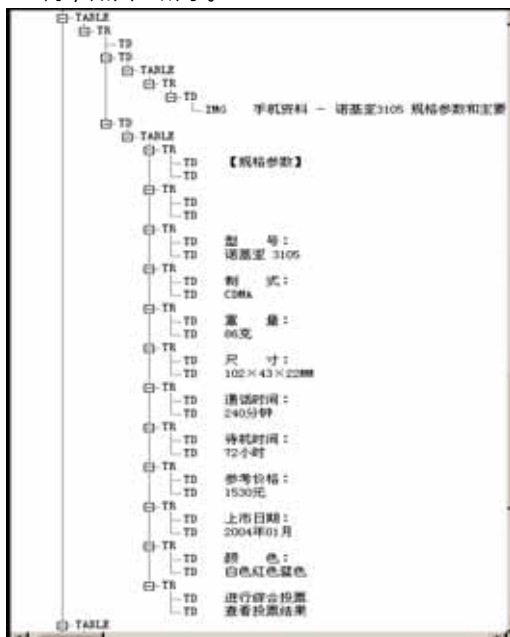 TABLE
TR
TD
TD
TABLE
TR
TD
IMG 手机资料 - 诺基亚3105 规格参数和主要
TD
TABLE
TR
TD 【规格参数】
TD
TR
TD
TD
TR
TD 型 号：
TD 诺基亚 3105
TR
TD 制 式：
TD CDMA
TR
TD 重 量：
TD 86克
TR
TD 尺 寸：
TD 102×43×22MM
TR
TD 通话时间：
TD 240分钟
TR
TD 待机时间：
TD 72小时
TR
TD 参考价格：
TD 1530元
TR
TD 上市日期：
TD 2004年01月
TR
TD 颜 色：
TD 白色红色蓝色
TR
TD 进行综合投票
TD 查看投票结果
TABLE